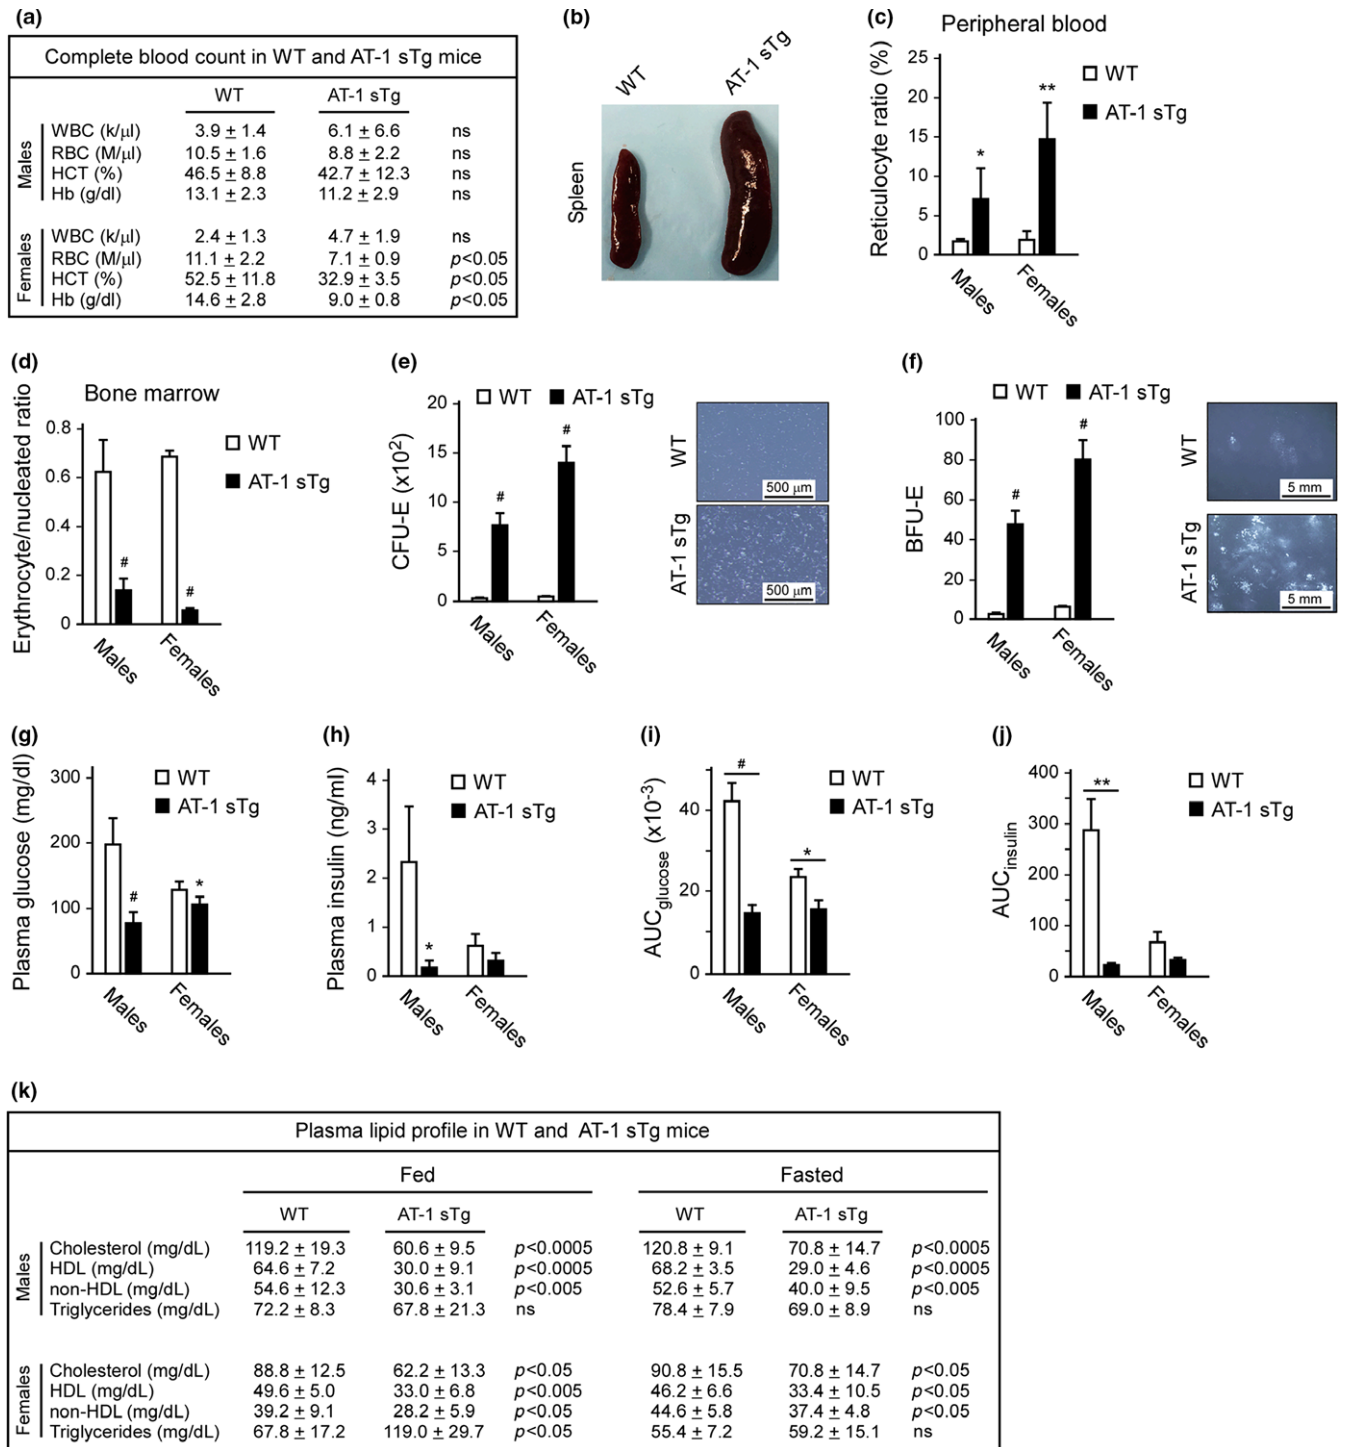 (a)
Complete blood count in WT and AT-1 sTg mice
WT AT-1 sTg
Males
WBC (k/μl) 3.9 ± 1.4 6.1 ± 6.6 ns
RBC (M/μl) 10.5 ± 1.6 8.8 ± 2.2 ns
HCT (%) 46.5 ± 8.8 42.7 ± 12.3 ns
Hb (g/dl) 13.1 ± 2.3 11.2 ± 2.9 ns
Females
WBC (k/μl) 2.4 ± 1.3 4.7 ± 1.9 ns
RBC (M/μl) 11.1 ± 2.2 7.1 ± 0.9 p<0.05
HCT (%) 52.5 ± 11.8 32.9 ± 3.5 p<0.05
Hb (g/dl) 14.6 ± 2.8 9.0 ± 0.8 p<0.05
(b)
WT
AT-1 sTg
Spleen
(c)
Peripheral blood
Reticulocyte ratio (%)
25
20
15
10
5
0
WT
AT-1 sTg
*
**
Males
Females
(d)
Bone marrow
Erythrocyte/nucleated ratio
0.8
0.6
0.4
0.2
0
WT
AT-1 sTg
#
#
Males
Females
(e)
WT AT-1 sTg
CFU-E (x10²)
20
15
10
5
0
#
#
Males
Females
WT
500 μm
AT-1 sTg
500 μm
(f)
WT AT-1 sTg
BFU-E
100
80
60
40
20
0
#
#
Males
Females
WT
5 mm
AT-1 sTg
5 mm
(g)
Plasma glucose (mg/dl)
300
200
100
0
WT
AT-1 sTg
#
*
Males
Females
(h)
Plasma insulin (ng/ml)
4
3
2
1
0
WT
AT-1 sTg
*
Males
Females
(i)
AUCglucose (x10⁻³)
40
20
0
WT
AT-1 sTg
#
*
Males
Females
(j)
AUCinsulin
400
300
200
100
0
WT
AT-1 sTg
**
Males
Females
(k)
Plasma lipid profile in WT and AT-1 sTg mice
Fed Fasted
WT AT-1 sTg WT AT-1 sTg
Males
Cholesterol (mg/dL) 119.2 ± 19.3 60.6 ± 9.5 p<0.0005 120.8 ± 9.1 70.8 ± 14.7 p<0.0005
HDL (mg/dL) 64.6 ± 7.2 30.0 ± 9.1 p<0.0005 68.2 ± 3.5 29.0 ± 4.6 p<0.0005
non-HDL (mg/dL) 54.6 ± 12.3 30.6 ± 3.1 p<0.005 52.6 ± 5.7 40.0 ± 9.5 p<0.005
Triglycerides (mg/dL) 72.2 ± 8.3 67.8 ± 21.3 ns 78.4 ± 7.9 69.0 ± 8.9 ns
Females
Cholesterol (mg/dL) 88.8 ± 12.5 62.2 ± 13.3 p<0.05 90.8 ± 15.5 70.8 ± 14.7 p<0.05
HDL (mg/dL) 49.6 ± 5.0 33.0 ± 6.8 p<0.005 46.2 ± 6.6 33.4 ± 10.5 p<0.05
non-HDL (mg/dL) 39.2 ± 9.1 28.2 ± 5.9 p<0.05 44.6 ± 5.8 37.4 ± 4.8 p<0.05
Triglycerides (mg/dL) 67.8 ± 17.2 119.0 ± 29.7 p<0.05 55.4 ± 7.2 59.2 ± 15.1 ns